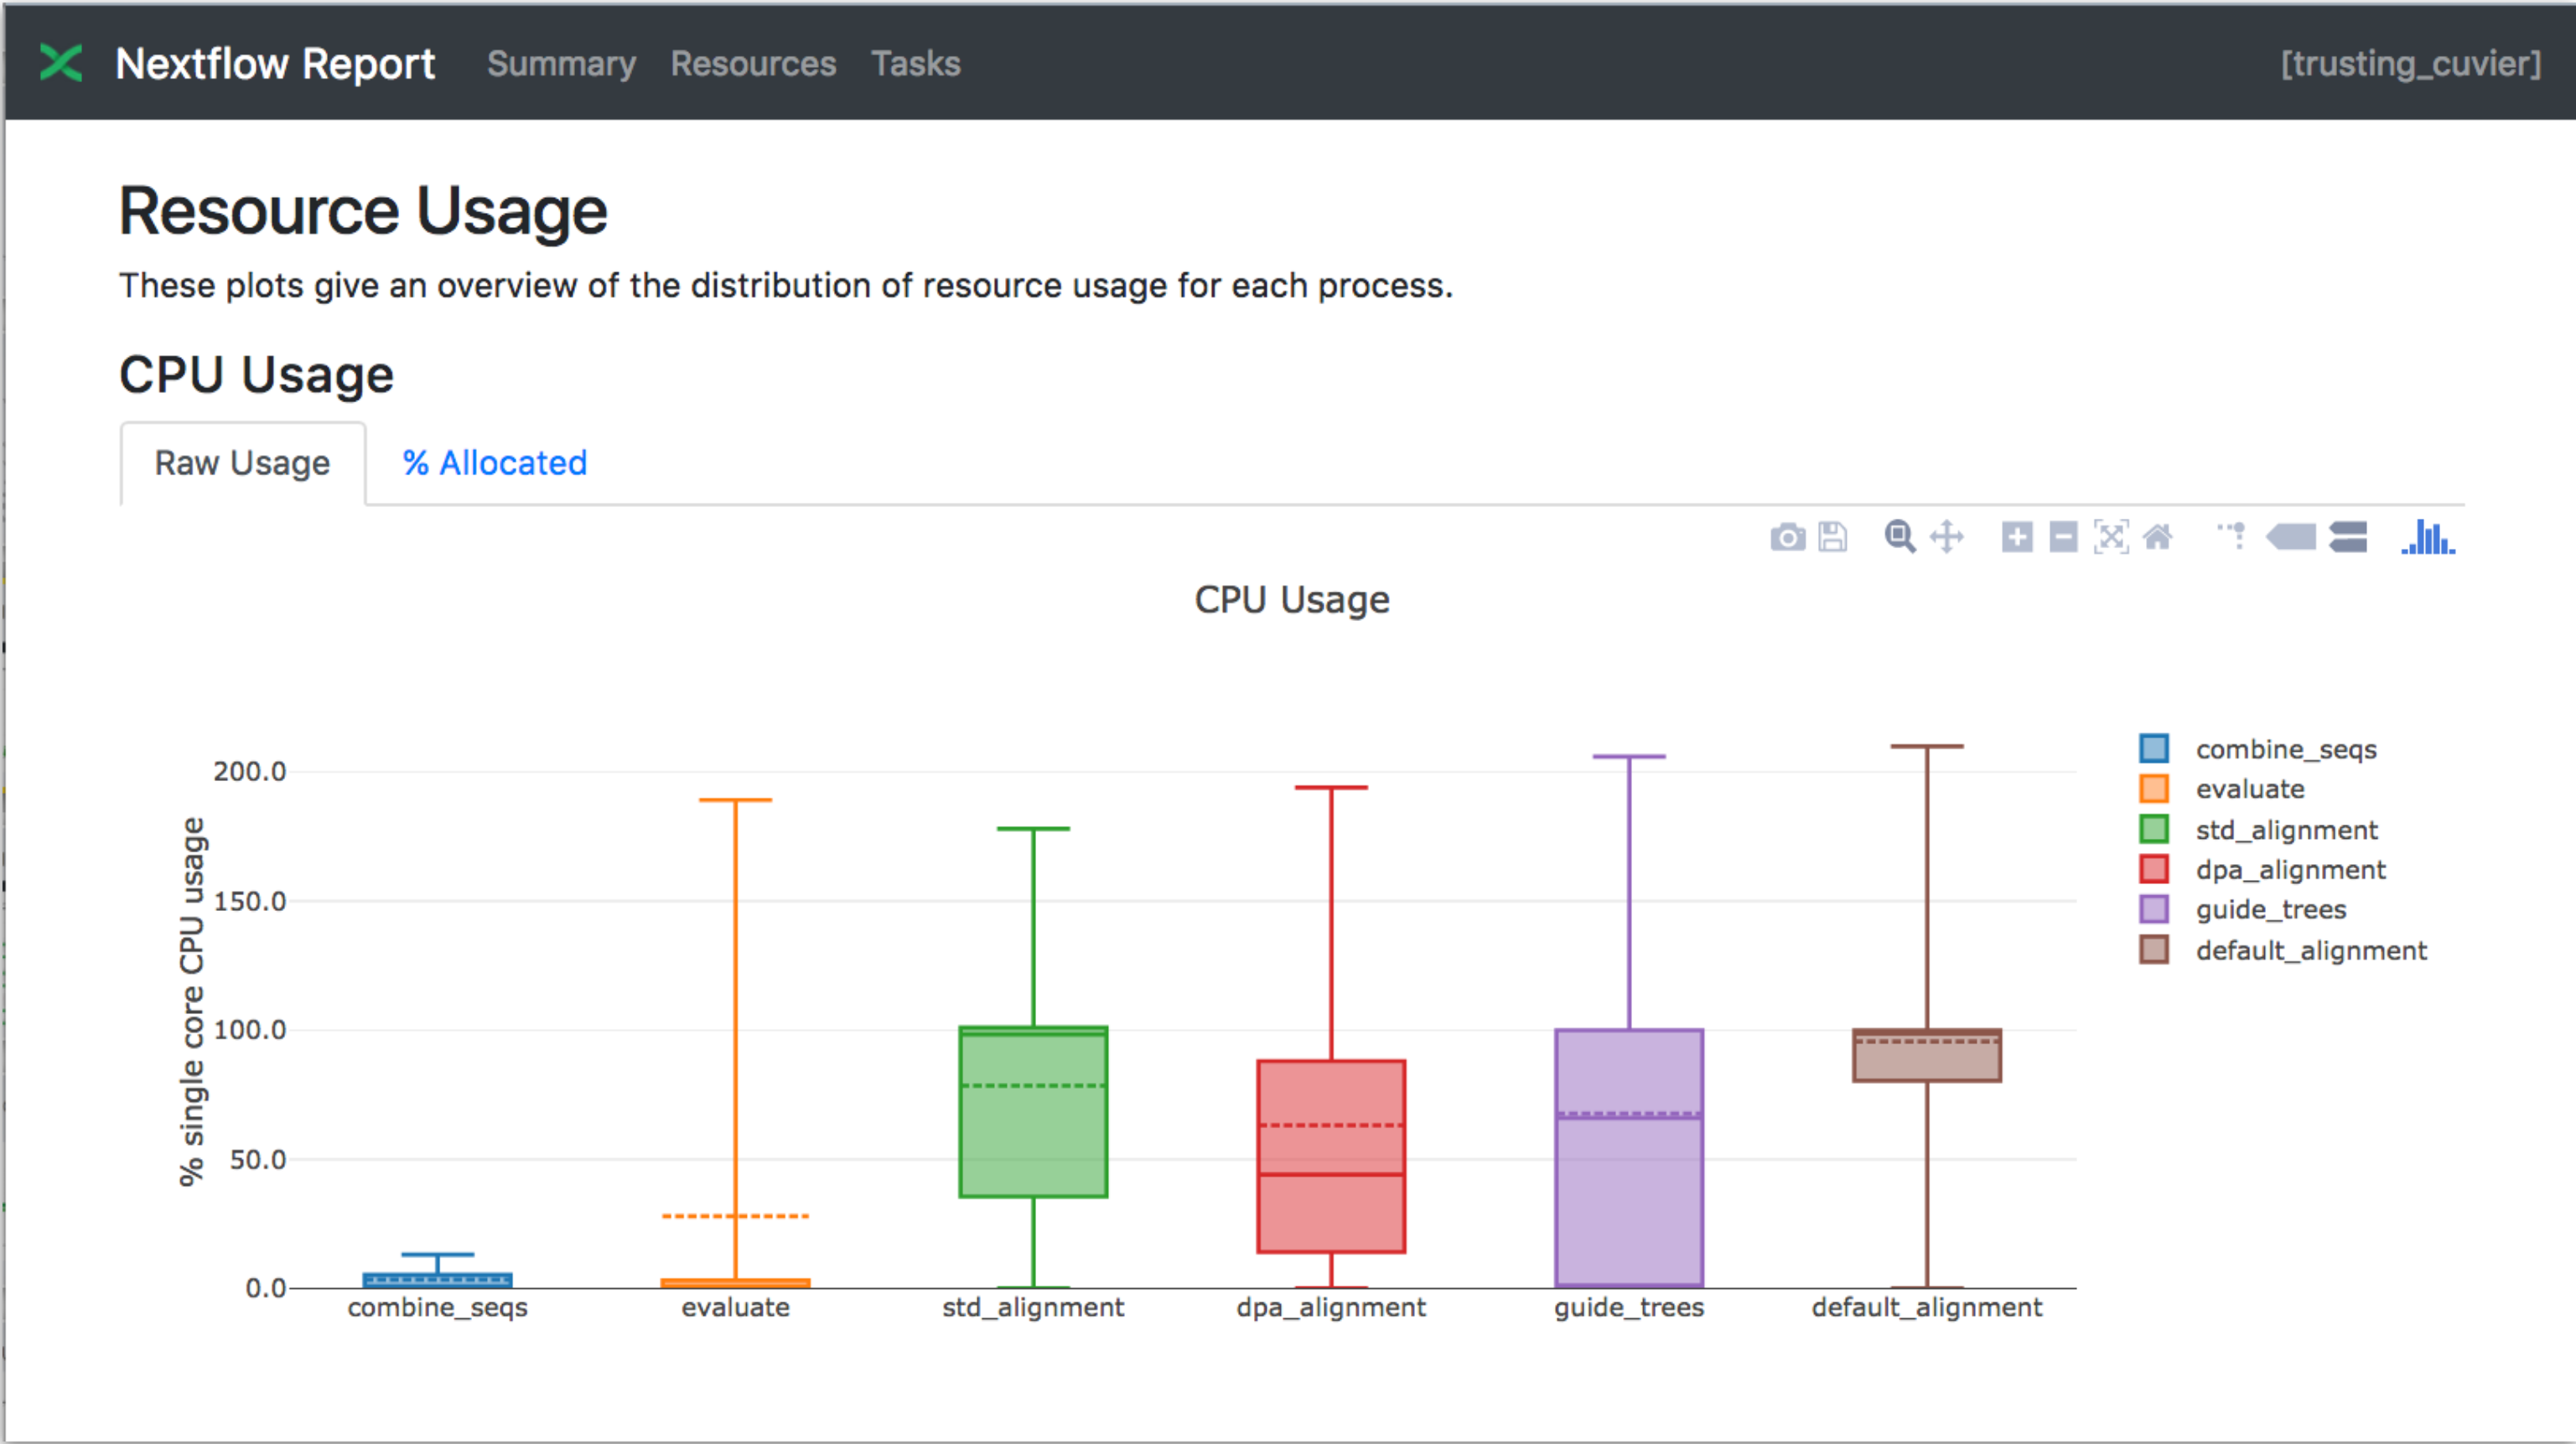 Nextflow Report Summary Resources Tasks [trusting_cuvier]
Resource Usage
These plots give an overview of the distribution of resource usage for each process.
CPU Usage
Raw Usage % Allocated
CPU Usage
% single core CPU usage
200.0
150.0
100.0
50.0
0.0
combine_seqs evaluate std_alignment dpa_alignment guide_trees default_alignment
combine_seqs
evaluate
std_alignment
dpa_alignment
guide_trees
default_alignment